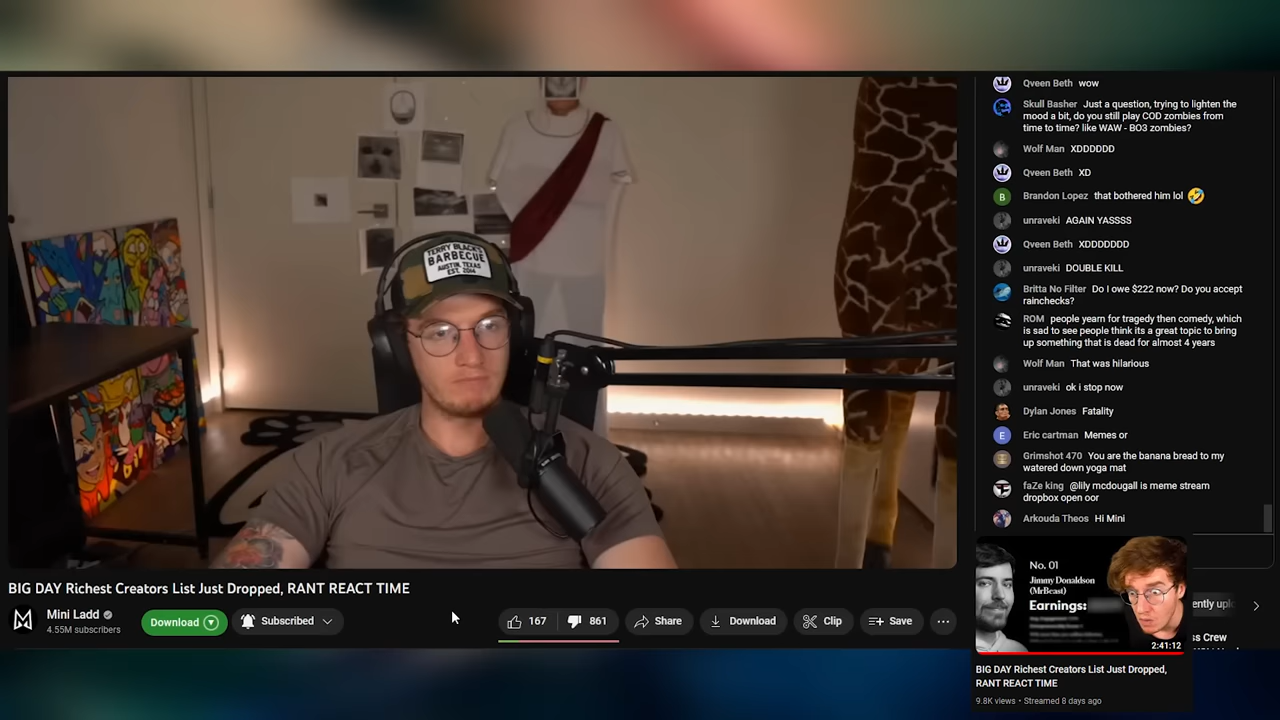 Qveen Beth wow
Skull Basher Just a question, trying to lighten the
mood a bit, do you still play COD zombies from
time to time? like WAW - BO3 zombies?
Wolf Man XDDDDD
Qveen Beth XD
B Brandon Lopez that bothered him lol 🤣
unraveki AGAIN YASSSS
Qveen Beth XDDDDDDD
unraveki DOUBLE KILL
Britta No Filter Do I owe $222 now? Do you accept
rainchecks?
ROM people yearn for tragedy then comedy, which
is sad to see people think its a great topic to bring
up something that is dead for almost 4 years
Wolf Man That was hilarious
unraveki ok i stop now
Dylan Jones Fatality
E Eric cartman Memes or
Grimshot 470 You are the banana bread to my
watered down yoga mat
faZe king @lily mcdougall is meme stream
dropbox open oor
Arkouda Theos Hi Mini
TERRY BLACK'S
BARBECUE
AUSTIN, TEXAS
EST. 2014
BIG DAY Richest Creators List Just Dropped, RANT REACT TIME
Mini Ladd
4.55M subscribers
Download
Subscribed
167
861
Share
Download
Clip
Save
No. 01
Jimmy Donaldson
(MrBeast)
Earnings:
2:41:12
ently uplo
ss Crew
BIG DAY Richest Creators List Just Dropped,
RANT REACT TIME
9.8K views • Streamed 8 days ago